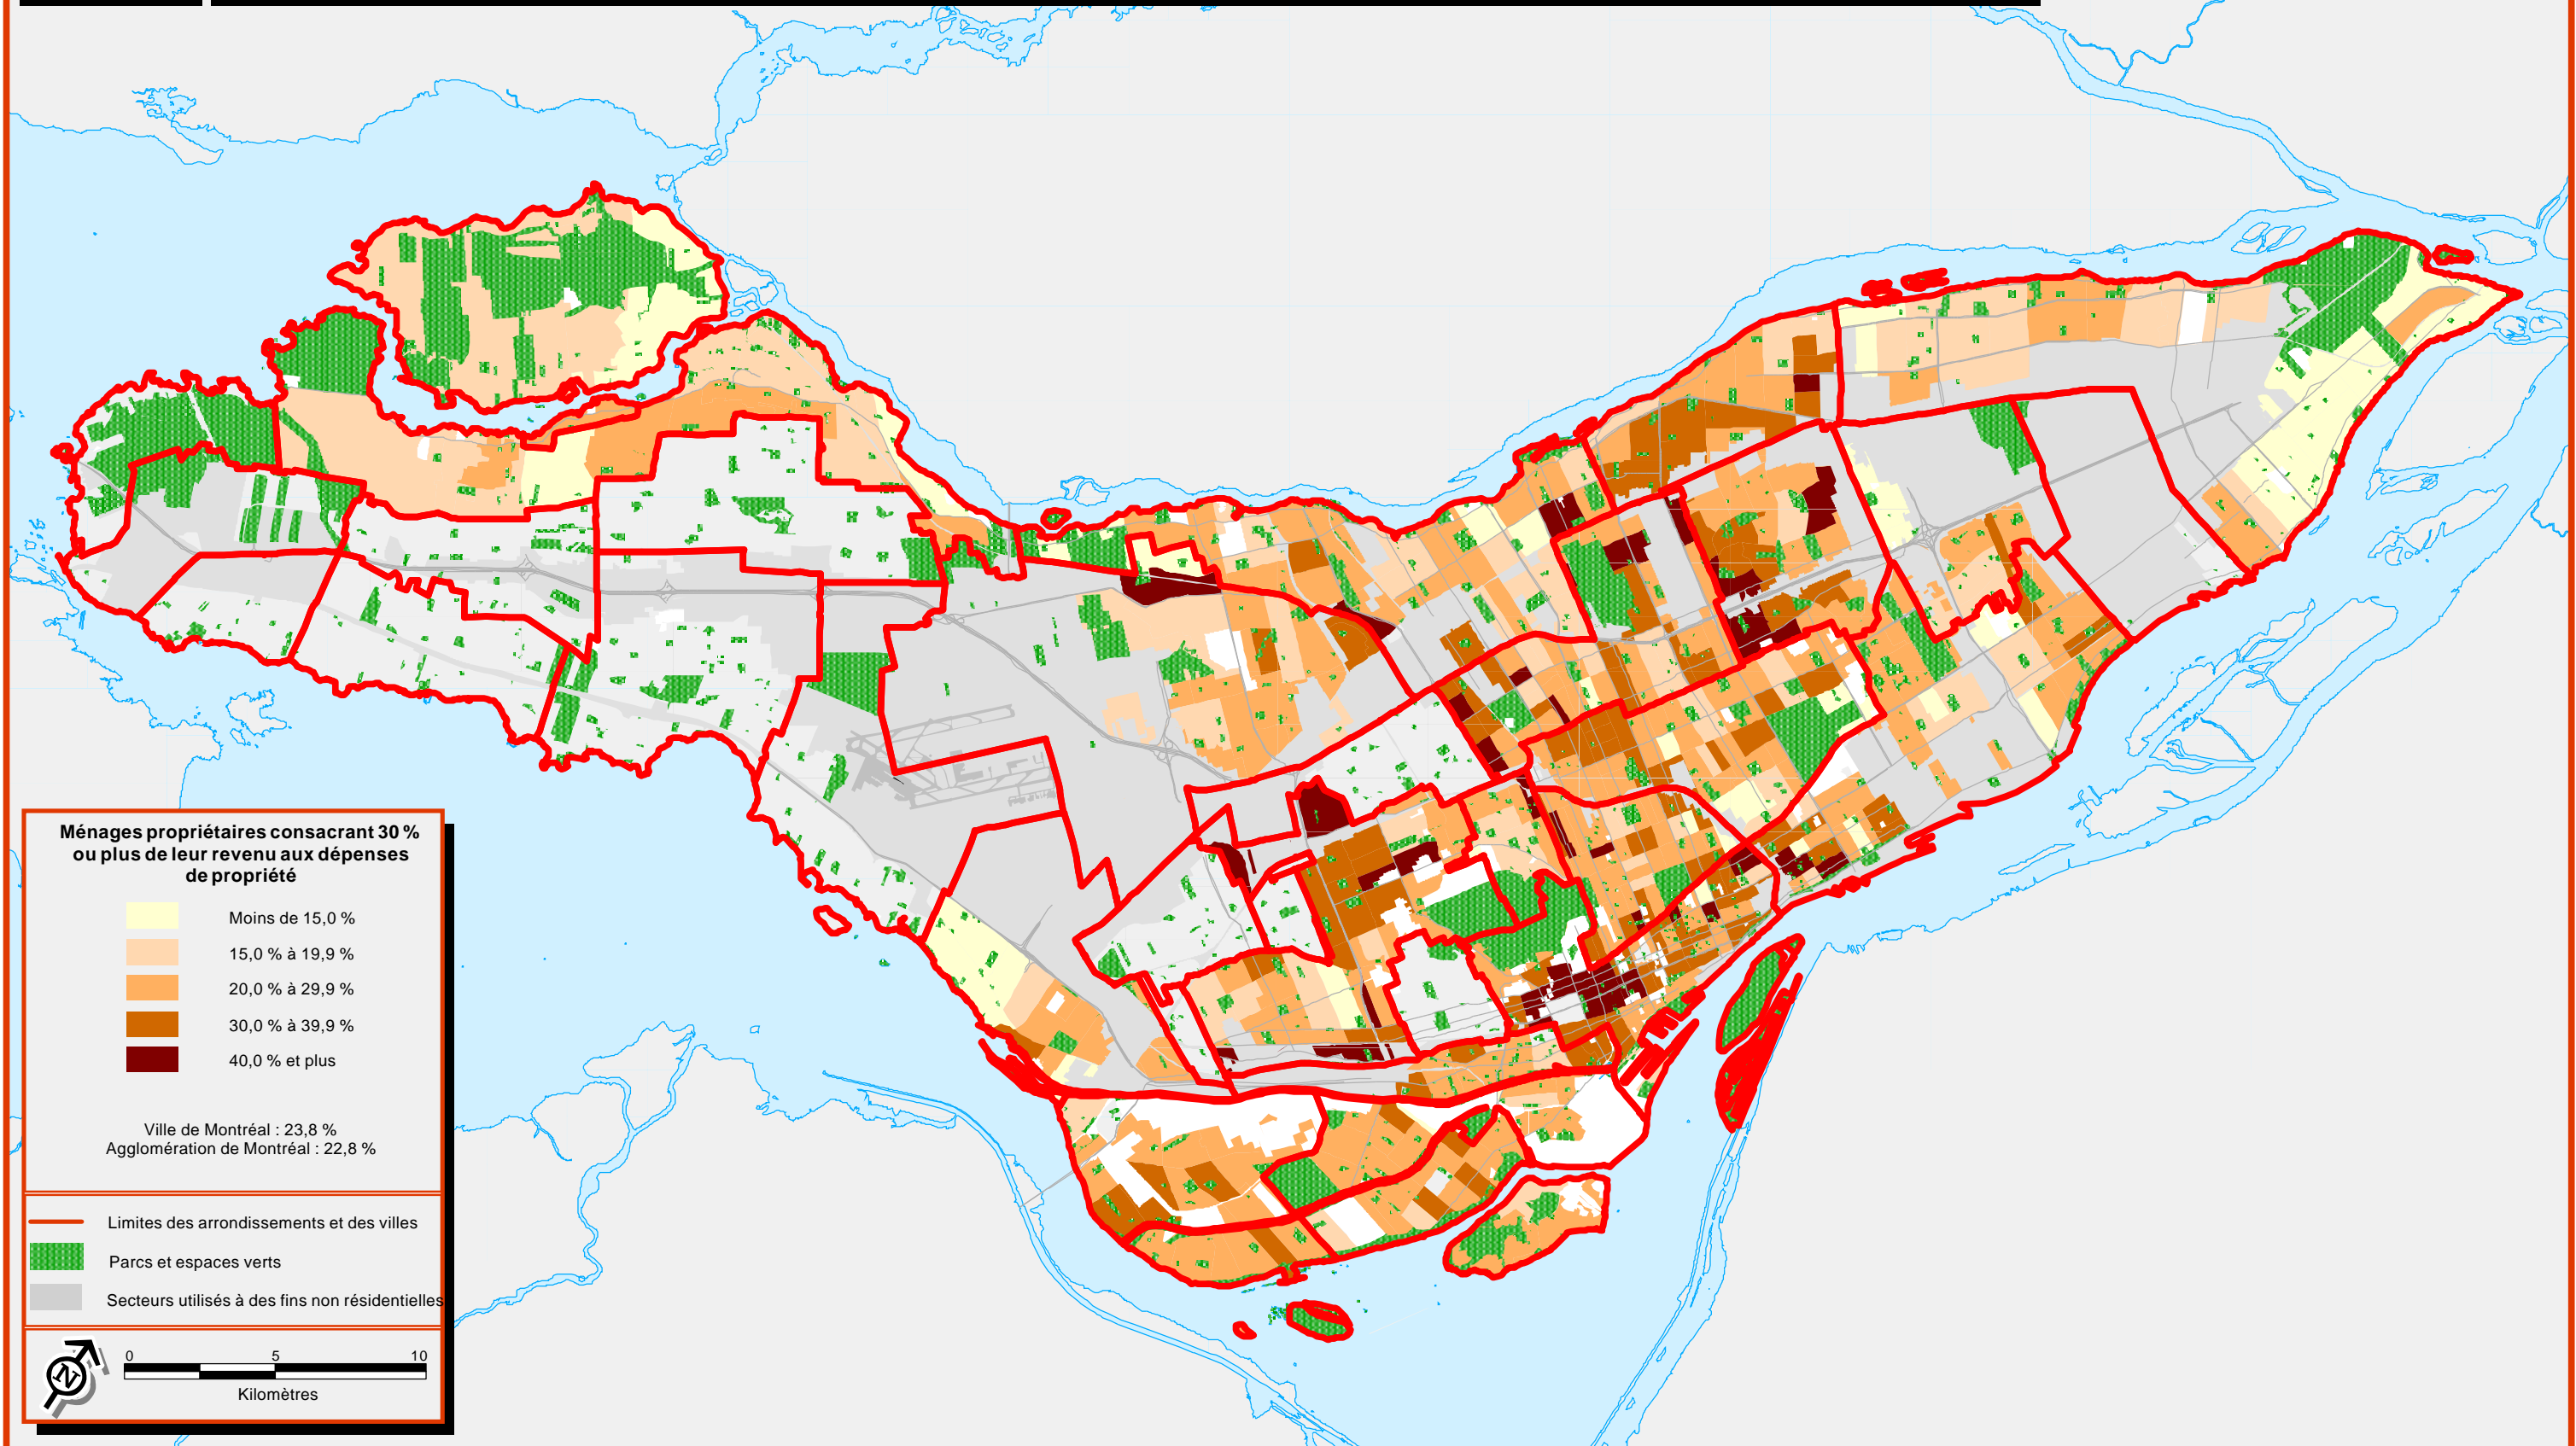 Ménages propriétaires consacrant 30 %
ou plus de leur revenu aux dépenses
de propriété
Moins de 15,0 %
15,0 % à 19,9 %
20,0 % à 29,9 %
30,0 % à 39,9 %
40,0 % et plus
Ville de Montréal : 23,8 %
Agglomération de Montréal : 22,8 %
Limites des arrondissements et des villes
Parcs et espaces verts
Secteurs utilisés à des fins non résidentielles
N
0 5 10
Kilomètres